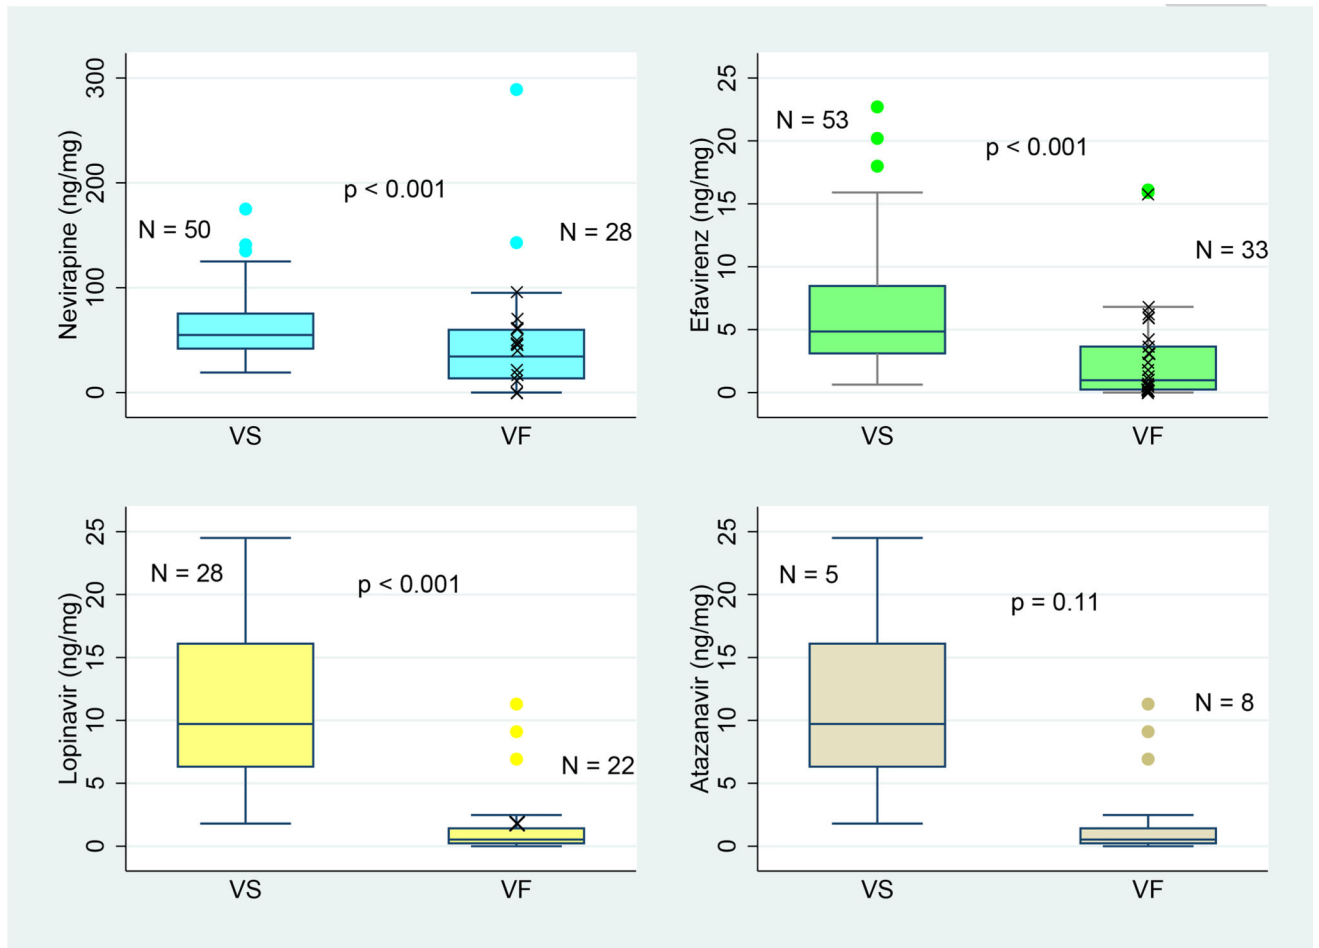 Nevirapine (ng/mg)
300
200
100
0
N = 50
p < 0.001
N = 28
VS
VF
Efavirenz (ng/mg)
25
20
15
10
5
0
N = 53
p < 0.001
N = 33
VS
VF
Lopinavir (ng/mg)
25
20
15
10
5
0
N = 28
p < 0.001
N = 22
VS
VF
Atazanavir (ng/mg)
25
20
15
10
5
0
N = 5
p = 0.11
N = 8
VS
VF